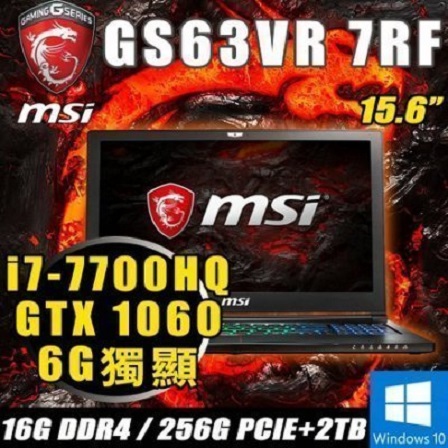 GAMING G SERIES
GS63VR 7RF
msi
15.6”
msi
i7-7700HQ
msi
GTX 1060
6G獨顯
16G DDR4 / 256G PCIE+2TB
Windows 10